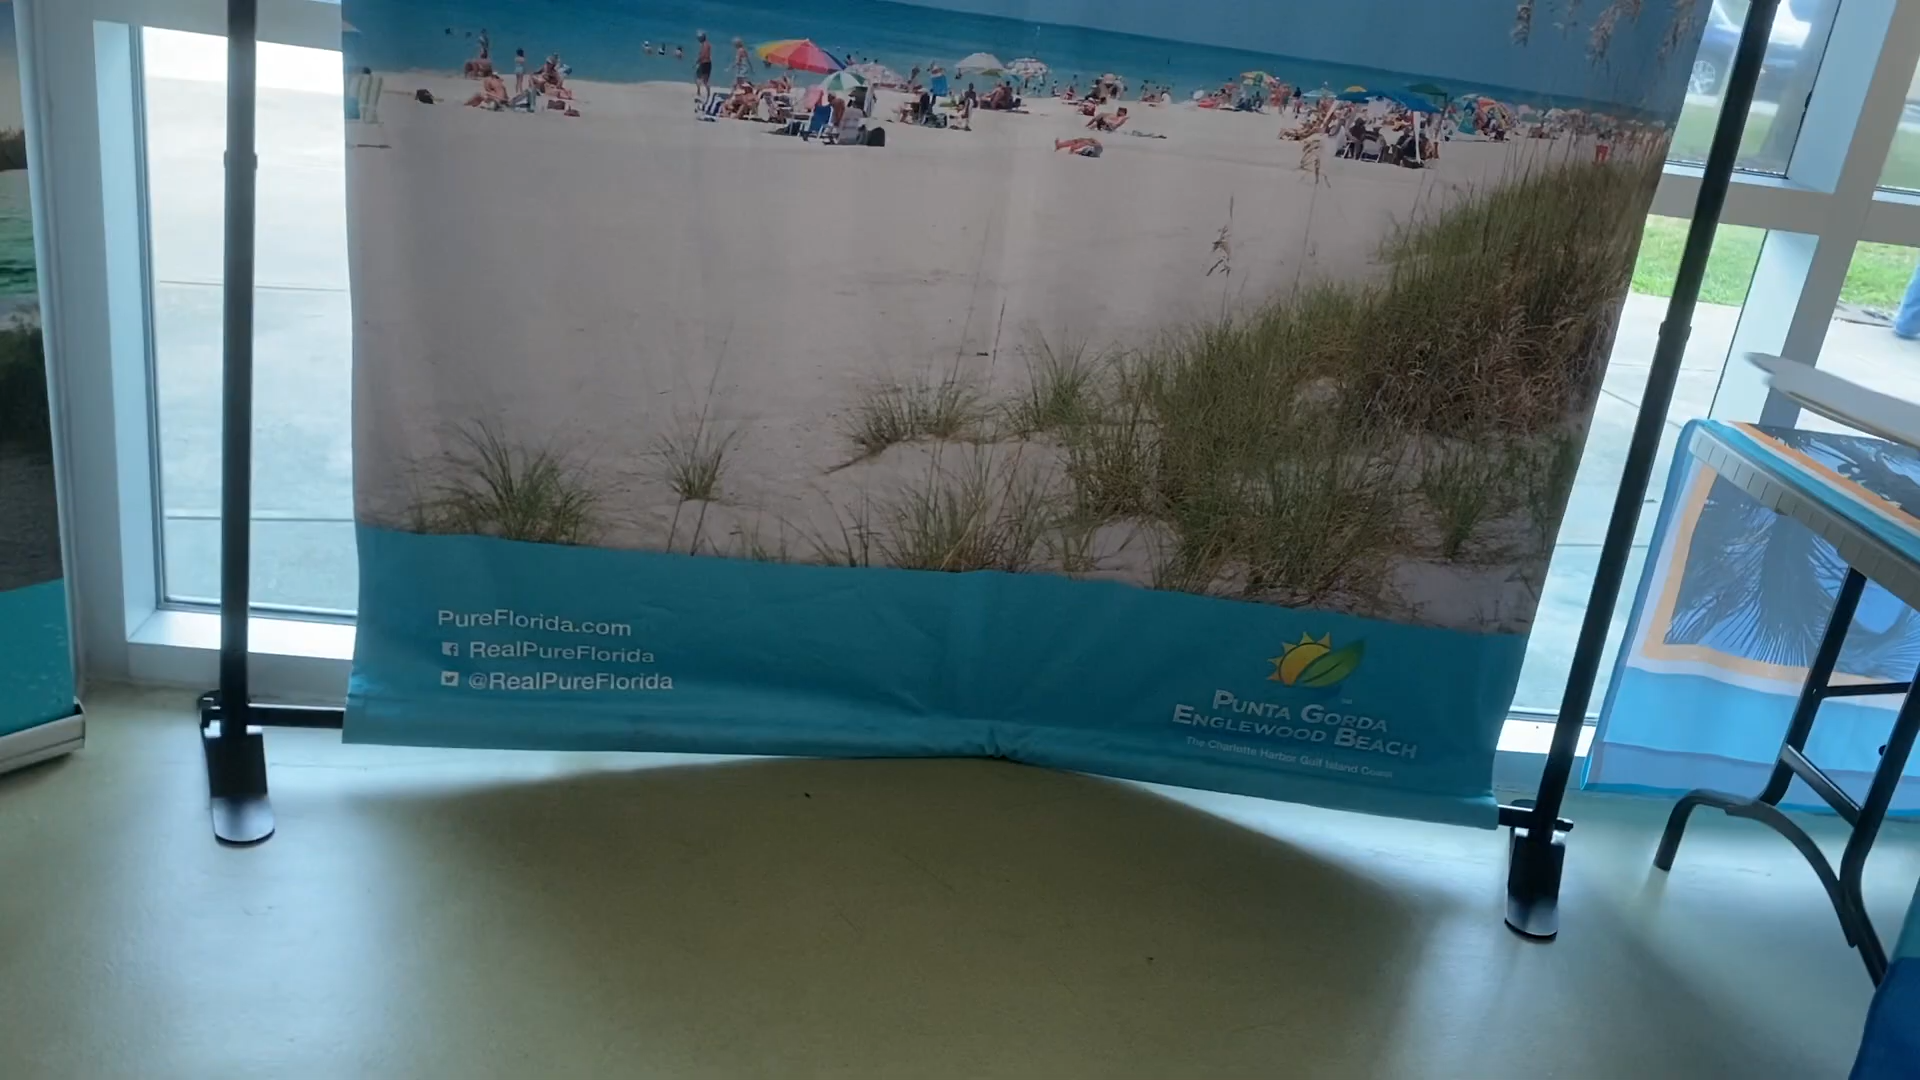 PureFlorida.com
RealPureFlorida
@RealPureFlorida
PUNTA GORDA
ENGLEWOOD BEACH
The Charlotte Harbor Gulf Island Coast